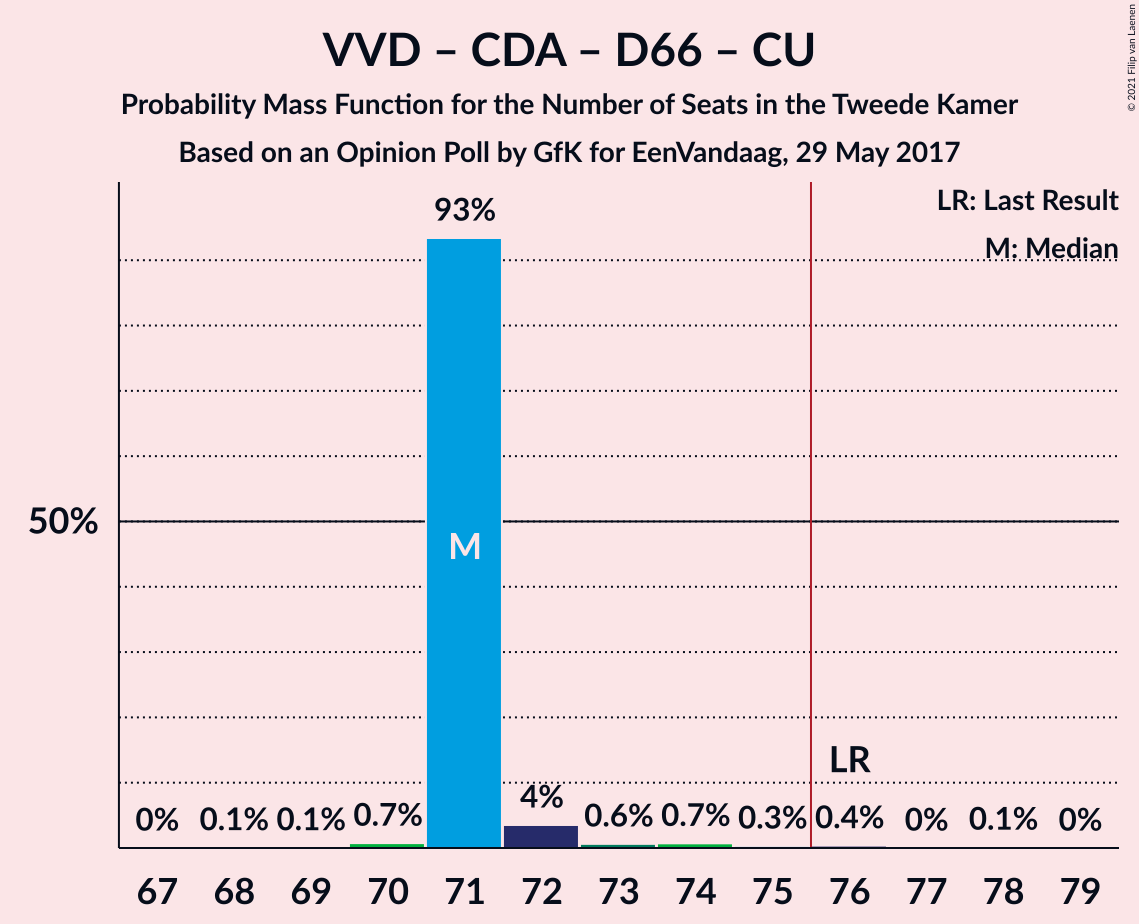 VVD – CDA – D66 – CU
Probability Mass Function for the Number of Seats in the Tweede Kamer
Based on an Opinion Poll by GfK for EenVandaag, 29 May 2017
© 2021 Filip van Laenen
LR: Last Result
M: Median
93%
50%
M
LR
0% 0.1% 0.1% 0.7% 4% 0.6% 0.7% 0.3% 0.4% 0% 0.1% 0%
67 68 69 70 71 72 73 74 75 76 77 78 79